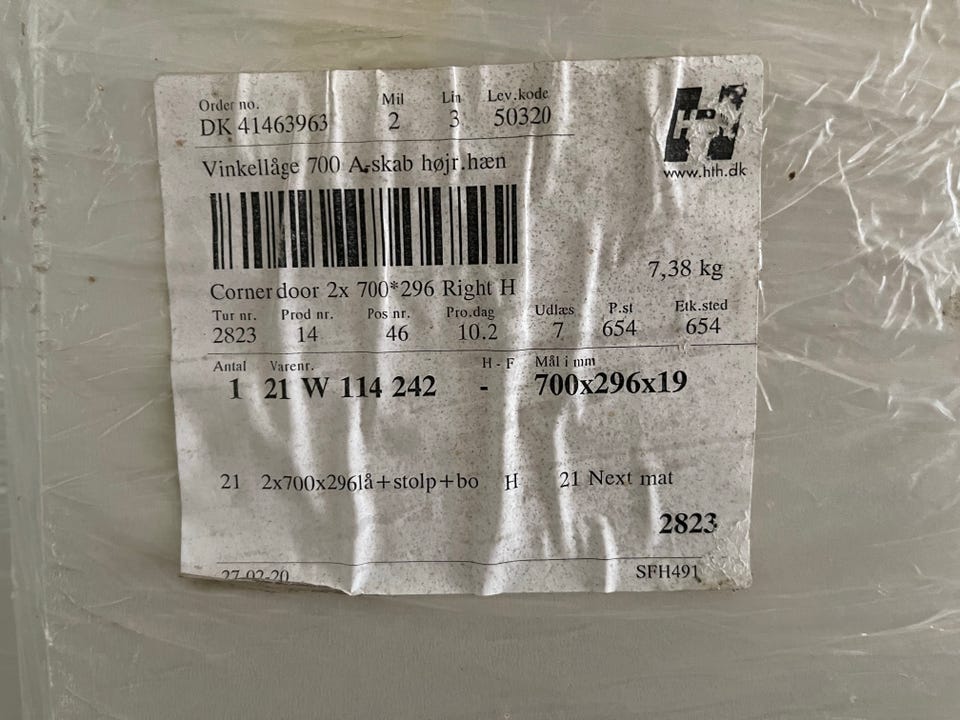 Order no. Mil Lin Lev.kode
DK 41463963 2 3 50320
www.hth.dk
Vinkellåge 700 A-skab højr.hæn
7,38 kg
Corner door 2x 700*296 Right H
Tur nr. Prod nr. Pos nr. Pro.dag Udlæs P.st Etk.sted
2823 14 46 10.2 7 654 654
Antal Varenr. H - F Mål i mm
1 21 W 114 242 - 700x296x19
21 2x700x296lå+stolp+bo H 21 Next mat
2823
27-02-20 SFH491